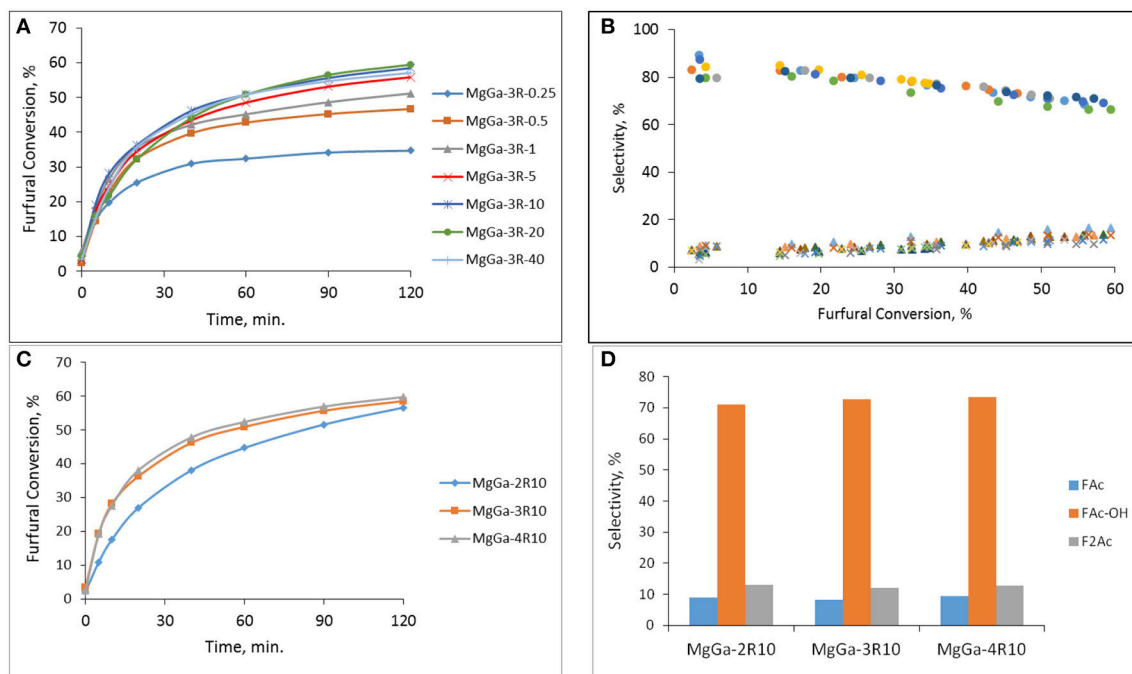 A
70
60
50
40
30
20
10
0
Furfural Conversion, %
0 30 60 90 120
Time, min.
MgGa-3R-0.25
MgGa-3R-0.5
MgGa-3R-1
MgGa-3R-5
MgGa-3R-10
MgGa-3R-20
MgGa-3R-40
B
100
80
60
40
20
0
Selectivity, %
0 10 20 30 40 50 60
Furfural Conversion, %
C
70
60
50
40
30
20
10
0
Furfural Conversion, %
0 30 60 90 120
Time, min.
MgGa-2R10
MgGa-3R10
MgGa-4R10
D
80
70
60
50
40
30
20
10
0
Selectivity, %
MgGa-2R10 MgGa-3R10 MgGa-4R10
FAc
FAc-OH
F2Ac